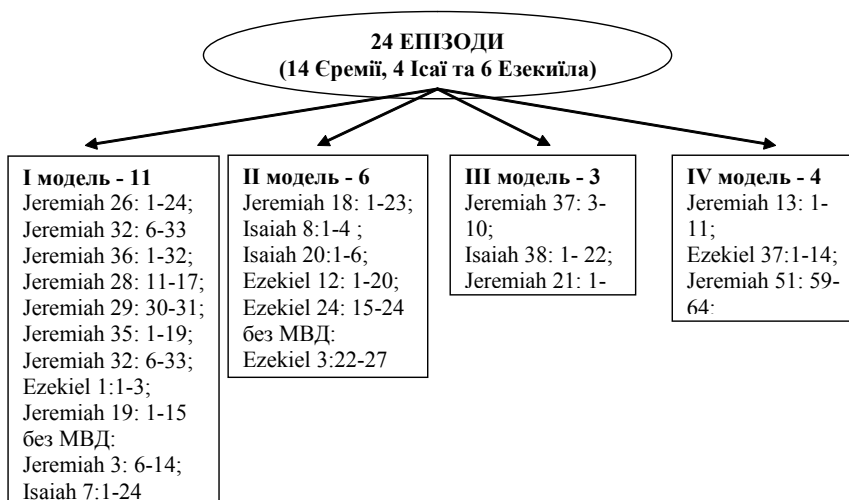 24 ЕПІЗОДИ
(14 Єремії, 4 Ісаї та 6 Езекиїла)
I модель - 11
Jeremiah 26: 1-24;
Jeremiah 32: 6-33
Jeremiah 36: 1-32;
Jeremiah 28: 11-17;
Jeremiah 29: 30-31;
Jeremiah 35: 1-19;
Jeremiah 32: 6-33;
Ezekiel 1:1-3;
Jeremiah 19: 1-15
без МВД:
Jeremiah 3: 6-14;
Isaiah 7:1-24
II модель - 6
Jeremiah 18: 1-23;
Isaiah 8:1-4 ;
Isaiah 20:1-6;
Ezekiel 12: 1-20;
Ezekiel 24: 15-24
без МВД:
Ezekiel 3:22-27
III модель - 3
Jeremiah 37: 3-
10;
Isaiah 38: 1- 22;
Jeremiah 21: 1-
IV модель - 4
Jeremiah 13: 1-
11;
Ezekiel 37:1-14;
Jeremiah 51: 59-
64;